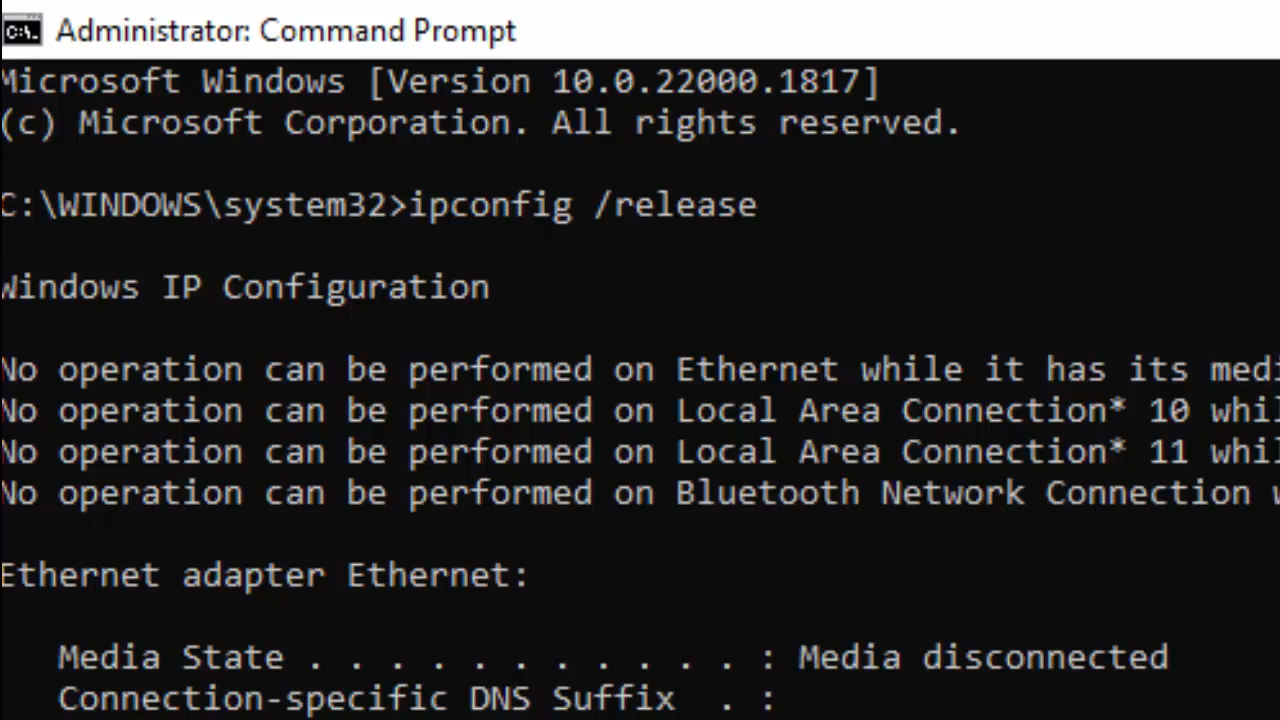 Administrator: Command Prompt
Microsoft Windows [Version 10.0.22000.1817]
(c) Microsoft Corporation. All rights reserved.
C:\WINDOWS\system32>ipconfig /release
Windows IP Configuration
No operation can be performed on Ethernet while it has its medi
No operation can be performed on Local Area Connection* 10 whil
No operation can be performed on Local Area Connection* 11 whil
No operation can be performed on Bluetooth Network Connection w
Ethernet adapter Ethernet:
Media State . . . . . . . . . . . : Media disconnected
Connection-specific DNS Suffix . :